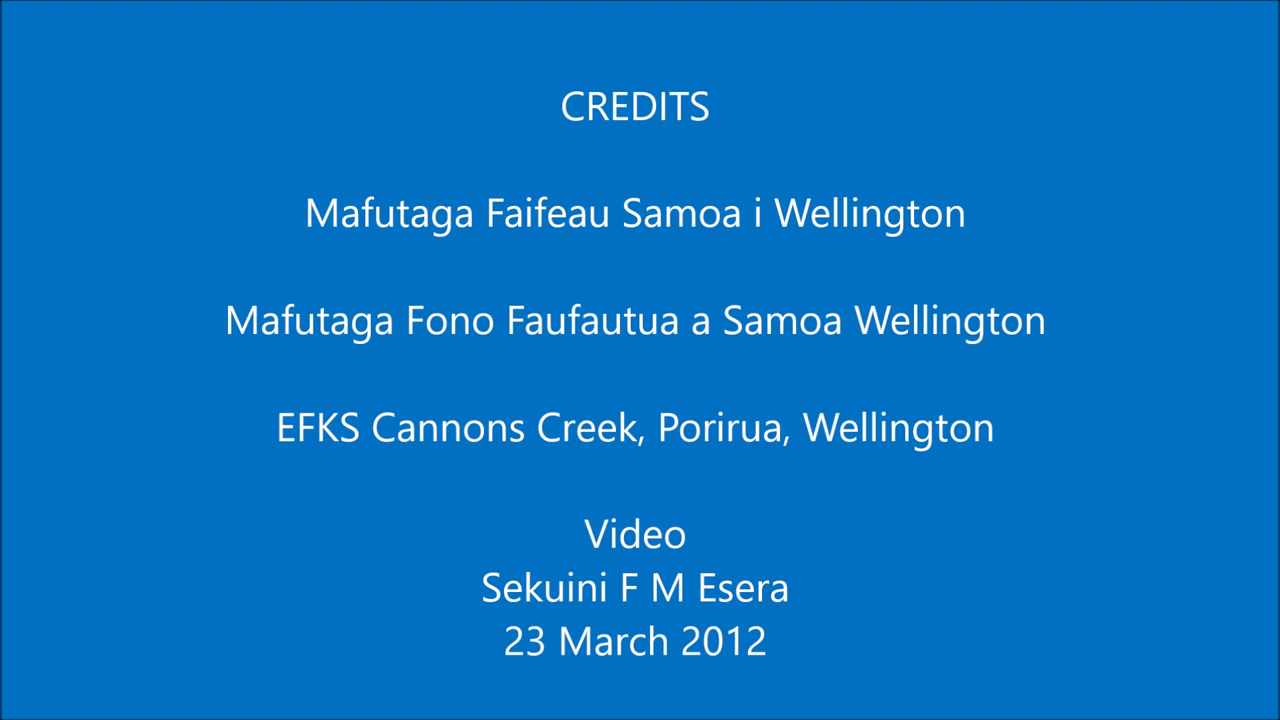 CREDITS
Mafutaga Faifeau Samoa i Wellington
Mafutaga Fono Faufautua a Samoa Wellington
EFKS Cannons Creek, Porirua, Wellington
Video
Sekuini F M Esera
23 March 2012